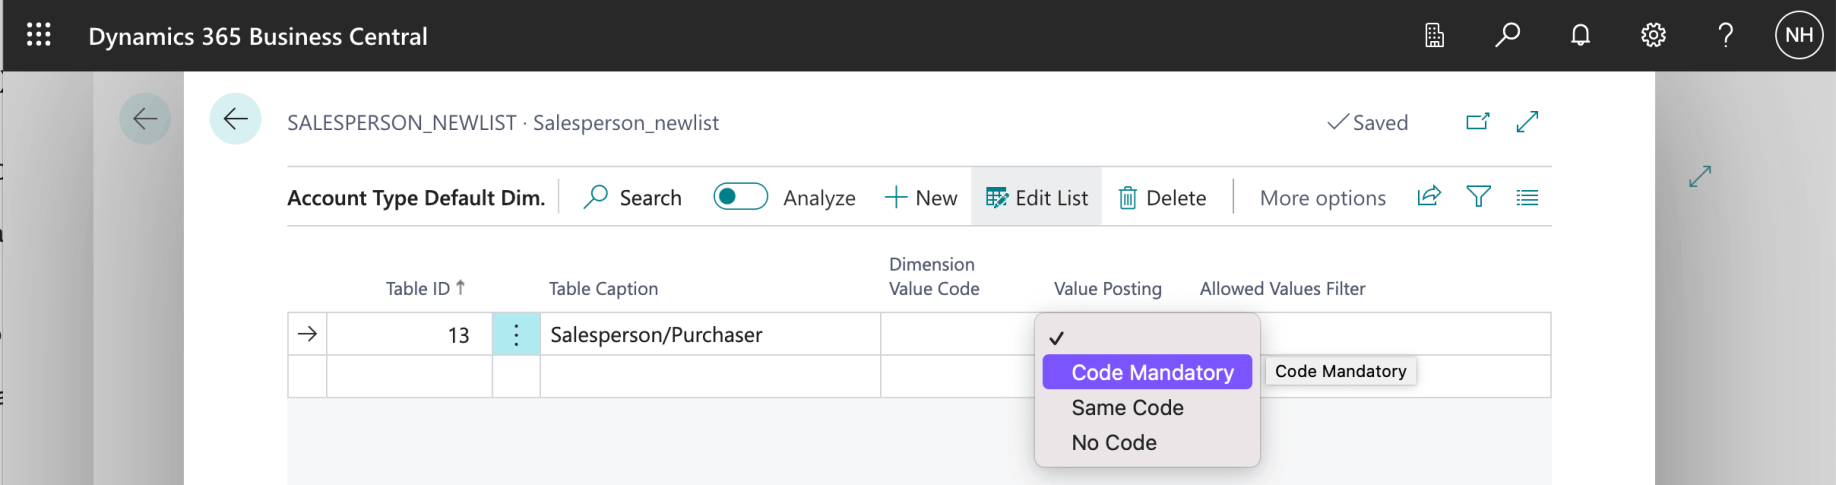 Dynamics 365 Business Central
NH
SALESPERSON_NEWLIST · Salesperson_newlist
Saved
Account Type Default Dim.
Search
Analyze
New
Edit List
Delete
More options
Table ID ↑
Table Caption
Dimension
Value Code
Value Posting
Allowed Values Filter
13
Salesperson/Purchaser
Code Mandatory
Code Mandatory
Same Code
No Code